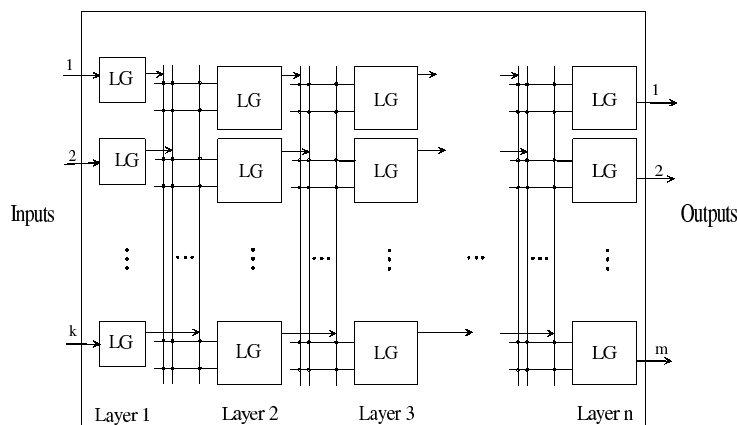 1 LG LG LG LG 1
2 LG LG LG LG 2
Inputs Outputs
k LG LG LG LG m
Layer 1 Layer 2 Layer 3 Layer n